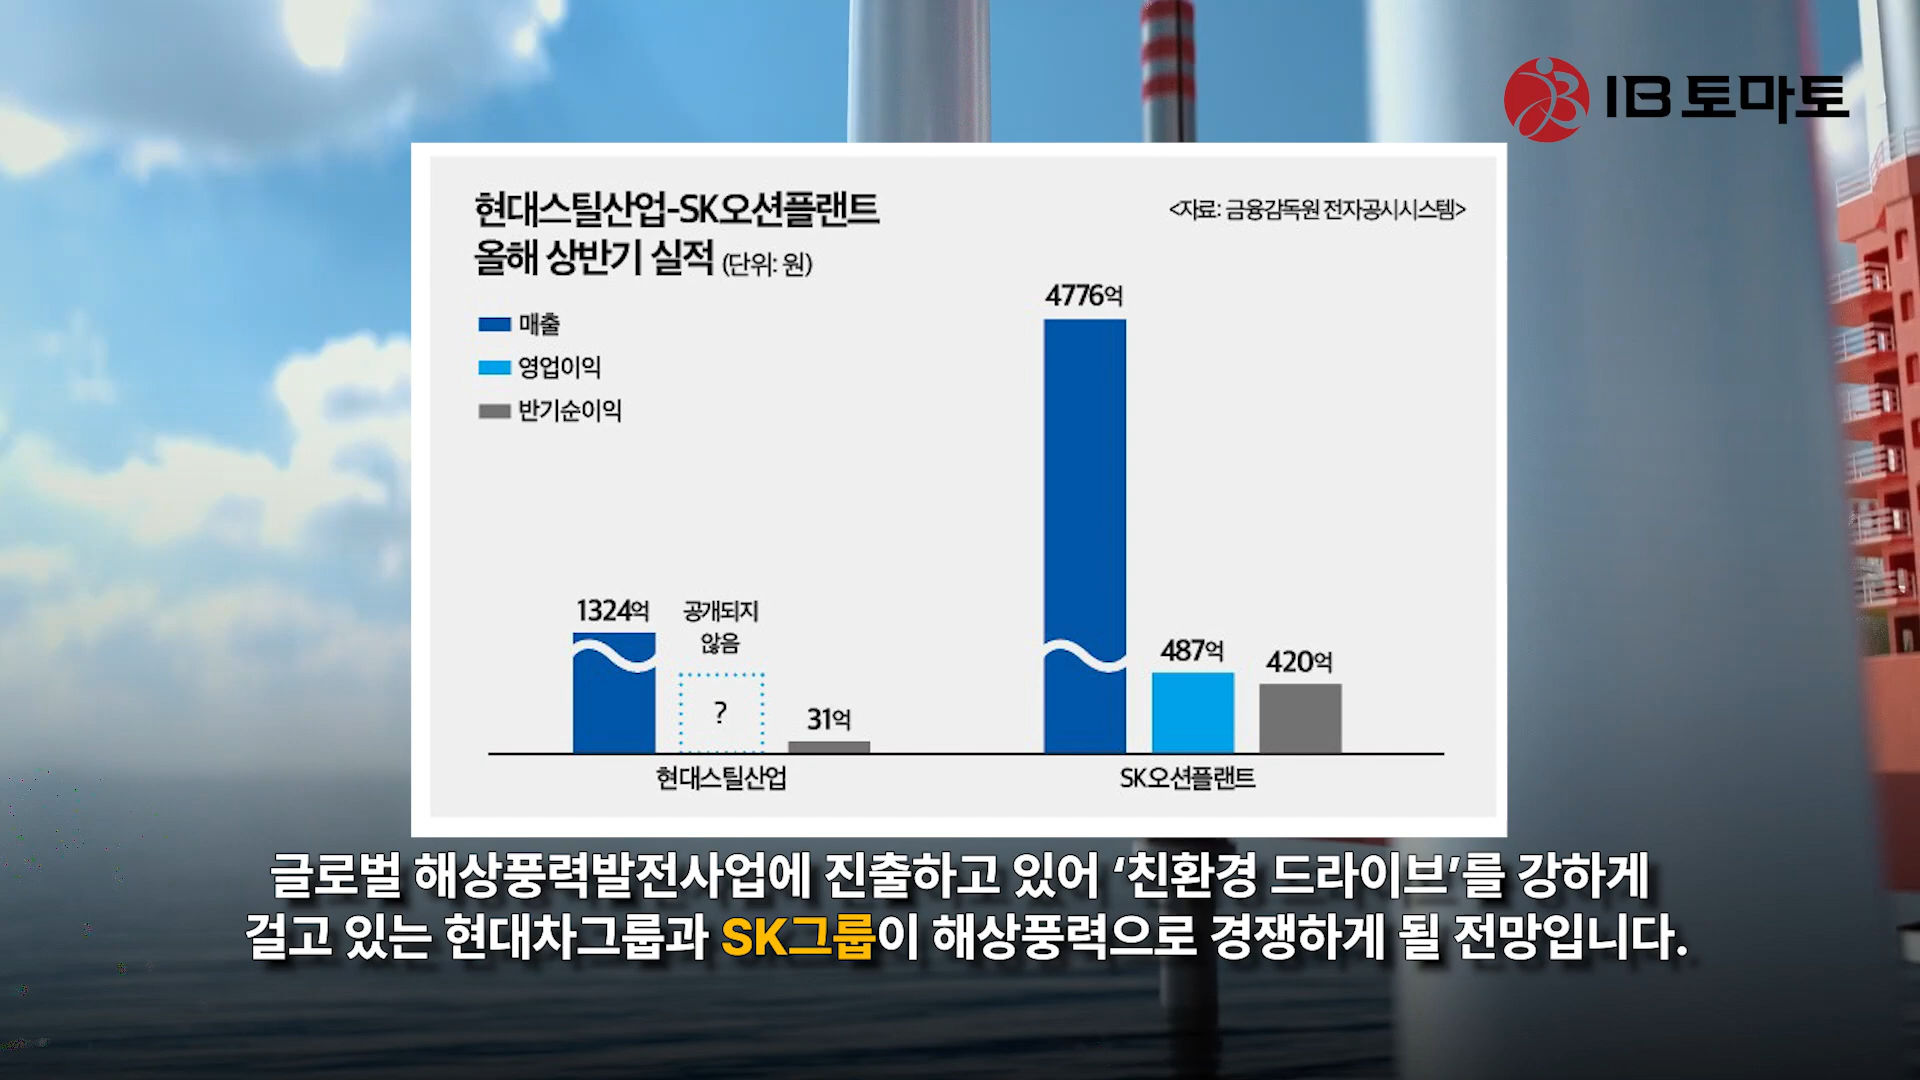 IB토마토
현대스틸산업-SK오션플랜트
올해 상반기 실적 (단위: 원)
<자료: 금융감독원 전자공시시스템>
매출
영업이익
반기순이익
1324억
공개되지
않음
?
31억
4776억
487억
420억
현대스틸산업
SK오션플랜트
글로벌 해상풍력발전사업에 진출하고 있어 ‘친환경 드라이브’를 강하게
걸고 있는 현대차그룹과 SK그룹이 해상풍력으로 경쟁하게 될 전망입니다.